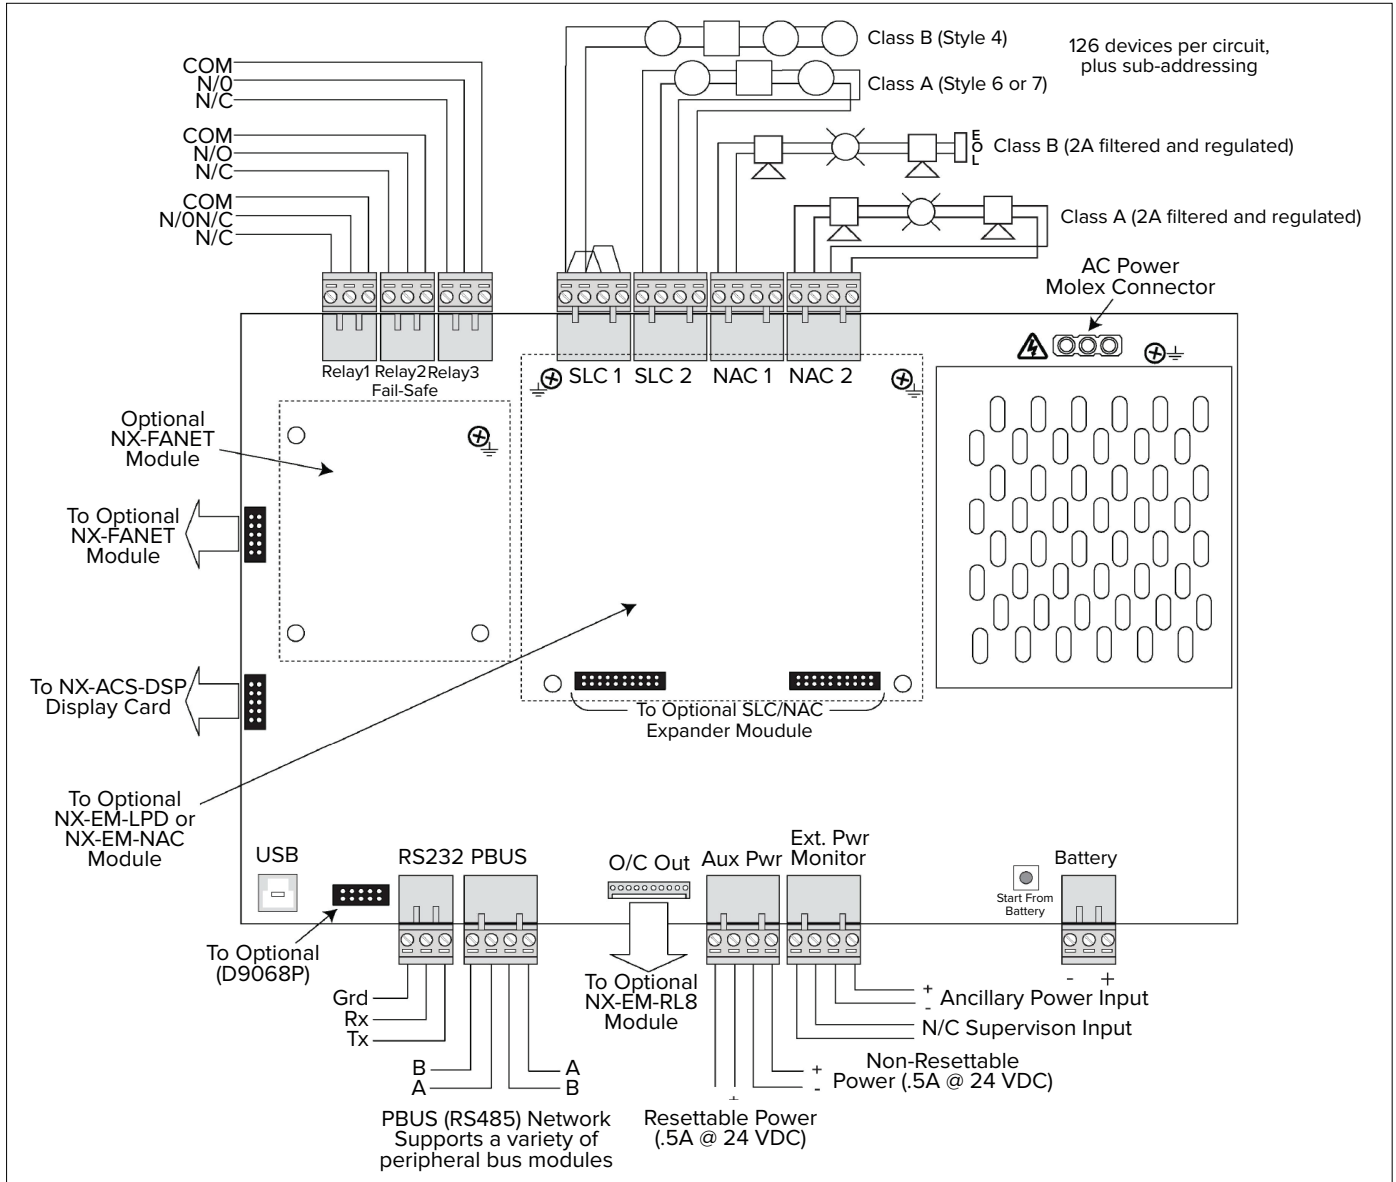 Class B (Style 4)
126 devices per circuit,
plus sub-addressing
COM
N/0
N/C
Class A (Style 6 or 7)
COM
N/O
N/C
EOL
Class B (2A filtered and regulated)
COM
N/0N/C
N/C
Class A (2A filtered and regulated)
AC Power
Molex Connector
Relay1 Relay2 Relay3
Fail-Safe
SLC 1 SLC 2 NAC 1 NAC 2
Optional
NX-FANET
Module
To Optional
NX-FANET
Module
To NX-ACS-DSP
Display Card
To Optional SLC/NAC
Expander Moudule
To Optional
NX-EM-LPD or
NX-EM-NAC
Module
USB
RS232 PBUS
O/C Out
Aux Pwr
Ext. Pwr
Monitor
Start From
Battery
Battery
To Optional
(D9068P)
To Optional
NX-EM-RL8
Module
- +
Grd
Rx
Tx
+
- Ancillary Power Input
N/C Supervison Input
B
A
A
B
+ Non-Resettable
- Power (.5A @ 24 VDC)
- +
Resettable Power
(.5A @ 24 VDC)
PBUS (RS485) Network
Supports a variety of
peripheral bus modules